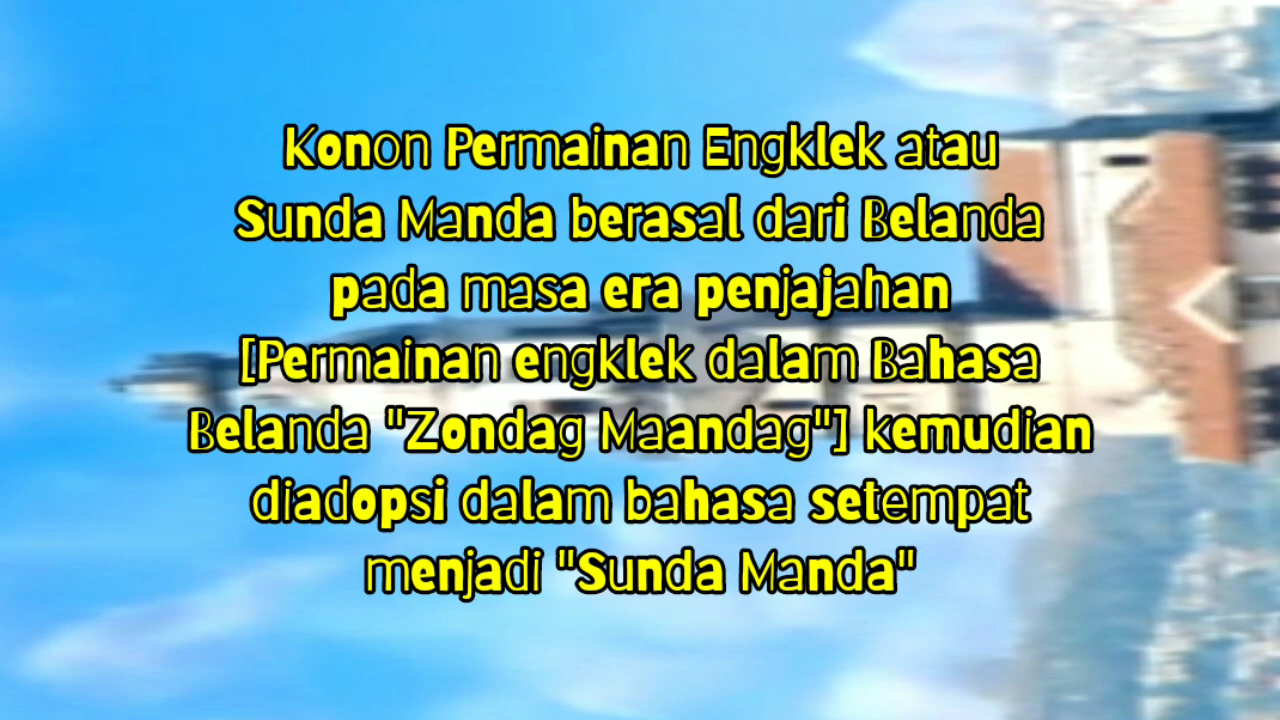 Konon Permainan Engklek atau
Sunda Manda berasal dari Belanda
pada masa era penjajahan
[Permainan engklek dalam Bahasa
Belanda "Zondag Maandag"] kemudian
diadopsi dalam bahasa setempat
menjadi "Sunda Manda"